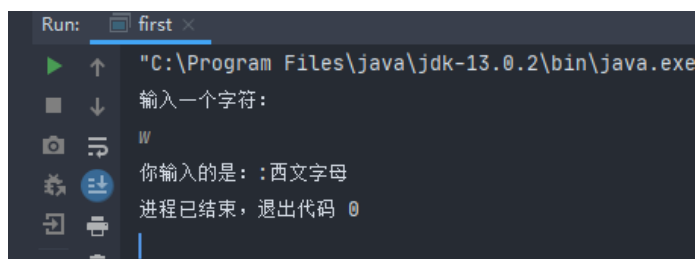 Run: first ×
"C:\Program Files\java\jdk-13.0.2\bin\java.exe
输入一个字符:
W
你输入的是: :西文字母
进程已结束，退出代码 0